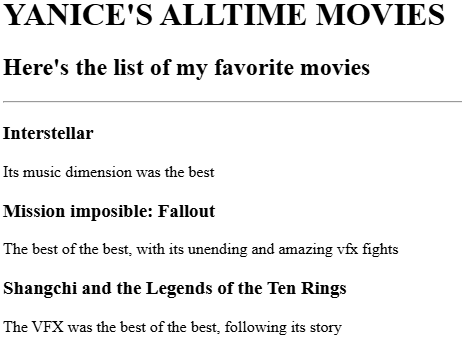 YANICE'S ALLTIME MOVIES
Here's the list of my favorite movies
Interstellar
Its music dimension was the best
Mission imposible: Fallout
The best of the best, with its unending and amazing vfx fights
Shangchi and the Legends of the Ten Rings
The VFX was the best of the best, following its story